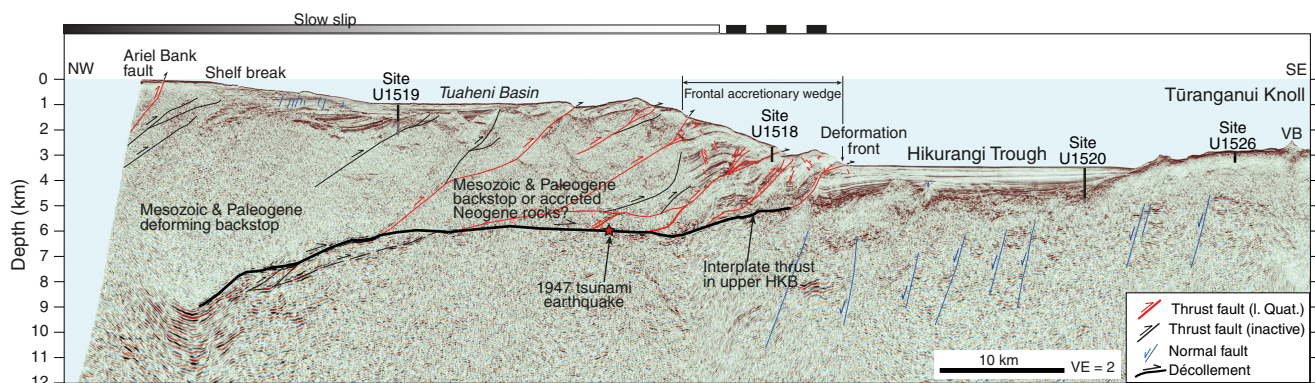 Slow slip
NW
Ariel Bank
fault
Shelf break
Site
U1519
Tuaheni Basin
Frontal accretionary wedge
Site
U1518
Deformation
front
Hikurangi Trough
SE
Tūranganui Knoll
Site
U1520
Site
U1526
VB
Depth (km)
0
1
2
3
4
5
6
7
8
9
10
11
12
Mesozoic & Paleogene
deforming backstop
Mesozoic & Paleogene
backstop or accreted
Neogene rocks?
1947 tsunami
earthquake
Interplate thrust
in upper HKB
10 km
VE = 2
Thrust fault (l. Quat.)
Thrust fault (inactive)
Normal fault
Décollement